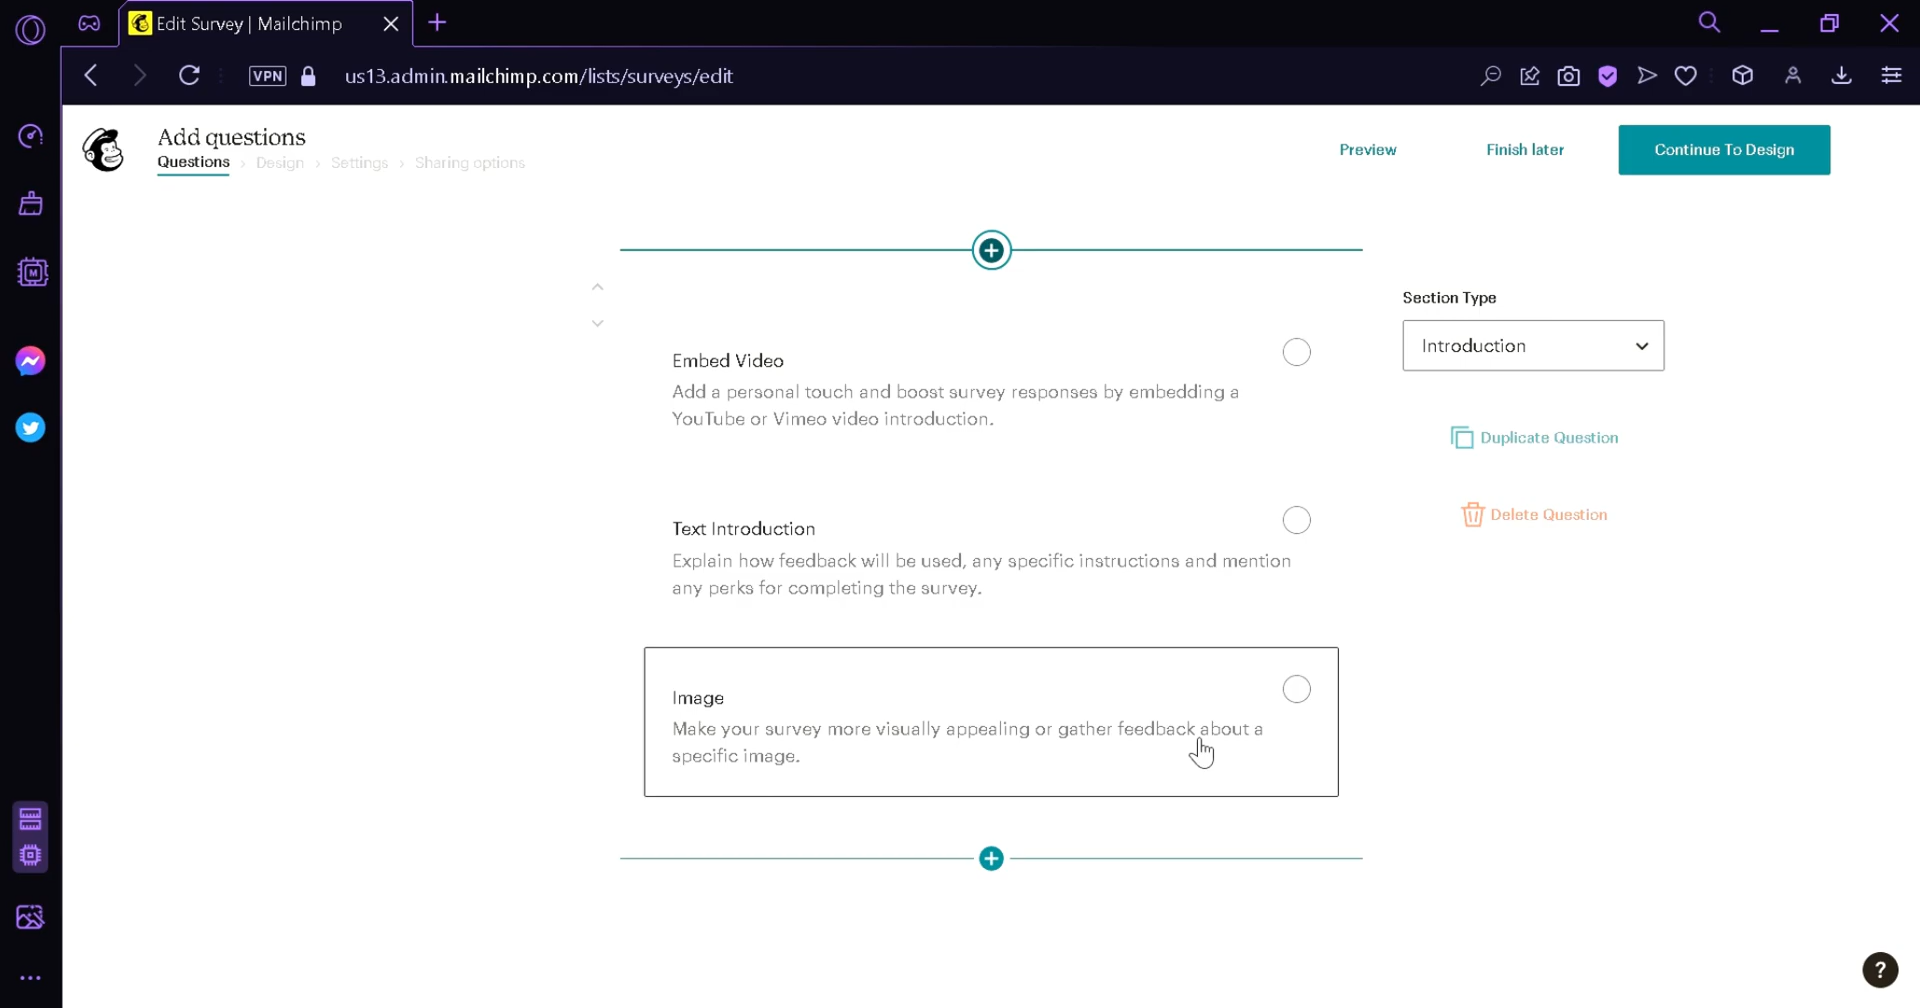 Edit Survey | Mailchimp
VPN
us13.admin.mailchimp.com/lists/surveys/edit
Add questions
Questions › Design › Settings › Sharing options
Preview
Finish later
Continue To Design
Section Type
Introduction
Duplicate Question
Delete Question
Embed Video
Add a personal touch and boost survey responses by embedding a
YouTube or Vimeo video introduction.
Text Introduction
Explain how feedback will be used, any specific instructions and mention
any perks for completing the survey.
Image
Make your survey more visually appealing or gather feedback about a
specific image.
M
?